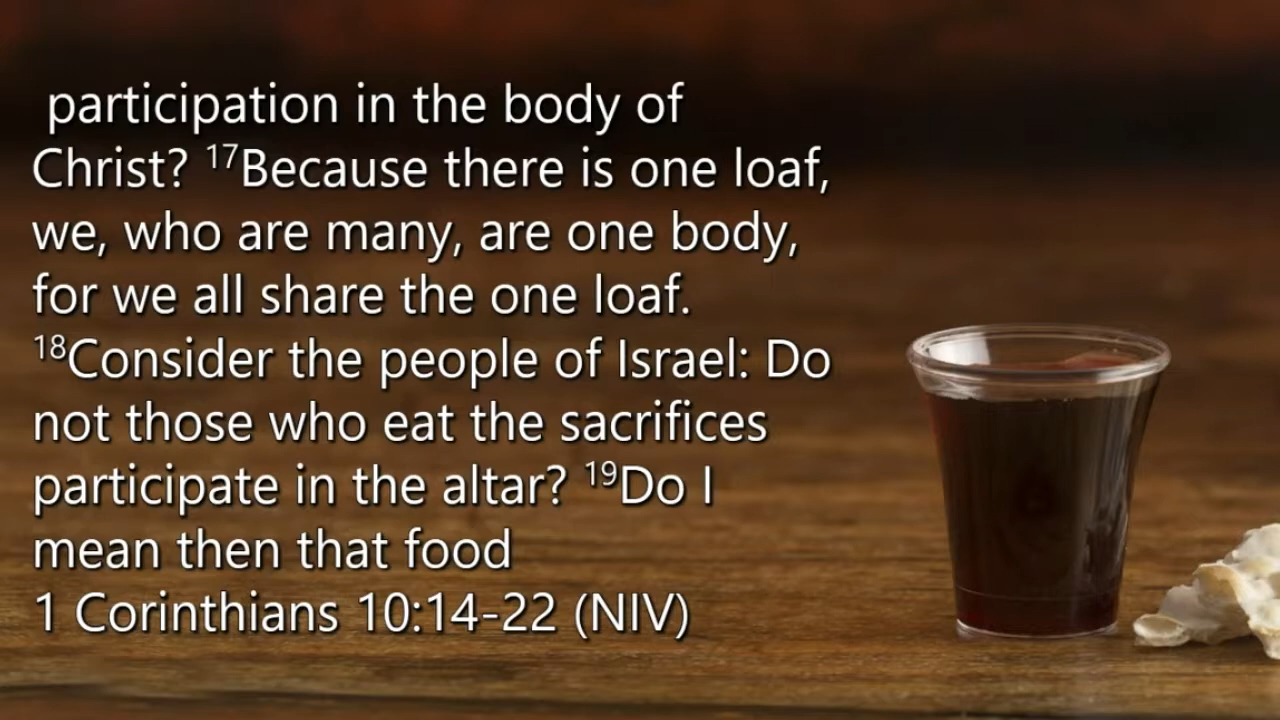 participation in the body of
Christ? ¹⁷Because there is one loaf,
we, who are many, are one body,
for we all share the one loaf.
¹⁸Consider the people of Israel: Do
not those who eat the sacrifices
participate in the altar? ¹⁹Do I
mean then that food
1 Corinthians 10:14-22 (NIV)